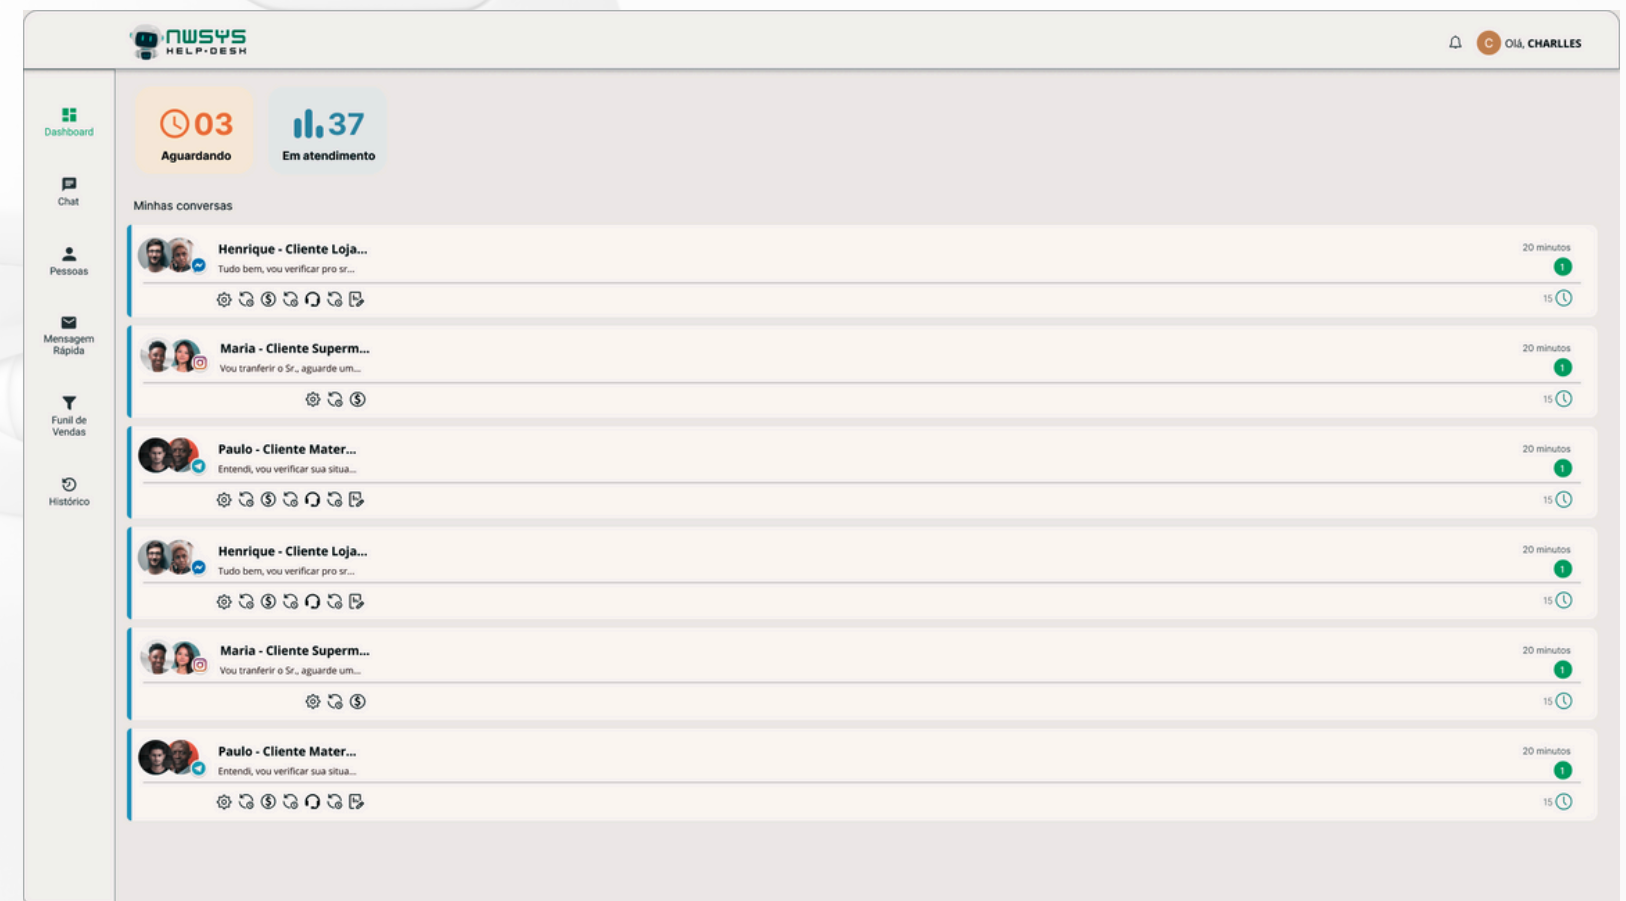 NWSYS
HELP-DESK
C Olá, CHARLLES
Dashboard
Chat
Pessoas
Mensagem
Rápida
Funil de
Vendas
Histórico
03
Aguardando
37
Em atendimento
Minhas conversas
Henrique - Cliente Loja...
20 minutos
Tudo bem, vou verificar pro sr...
1
15
Maria - Cliente Superm...
20 minutos
Vou tranferir o Sr., aguarde um...
1
15
Paulo - Cliente Mater...
20 minutos
Entendi, vou verificar sua situa...
1
15
Henrique - Cliente Loja...
20 minutos
Tudo bem, vou verificar pro sr...
1
15
Maria - Cliente Superm...
20 minutos
Vou tranferir o Sr., aguarde um...
1
15
Paulo - Cliente Mater...
20 minutos
Entendi, vou verificar sua situa...
1
15